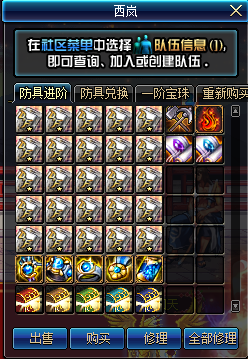 西岚
在社区菜单中选择 队伍信息(I),
即可查询、加入或创建队伍。
防具进阶 防具兑换 一阶宝珠 重新购买
天
出售 购买 修理 全部修理